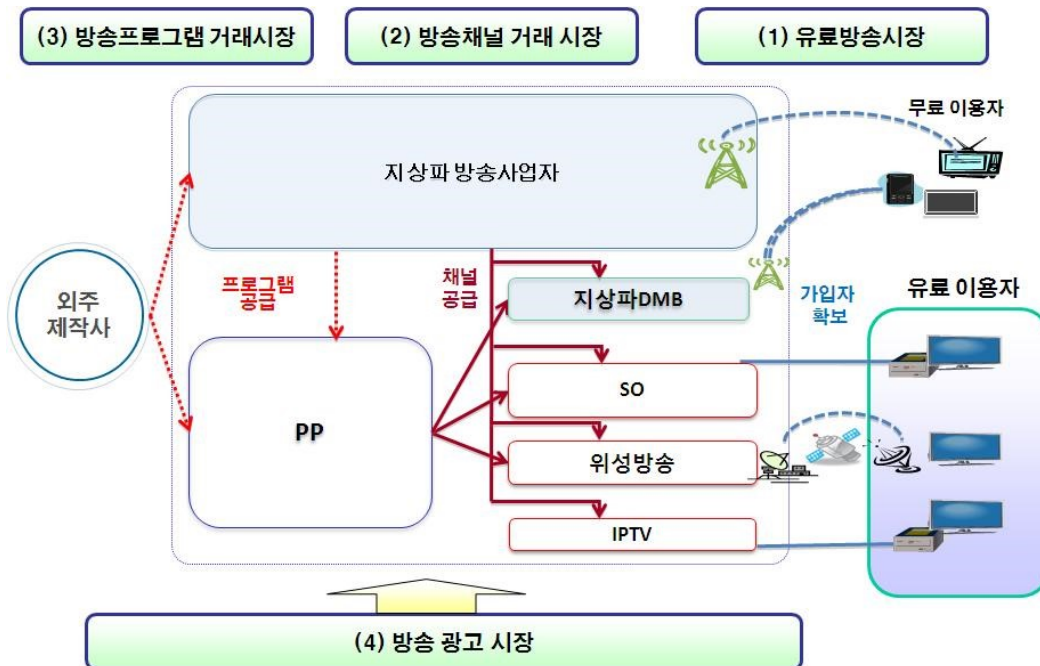 (3) 방송프로그램 거래시장
(2) 방송채널 거래 시장
(1) 유료방송시장
무료 이용자
지상파 방송사업자
외주
제작사
프로그램
공급
채널
공급
지상파DMB
가입자
확보
유료 이용자
PP
SO
위성방송
IPTV
(4) 방송 광고 시장